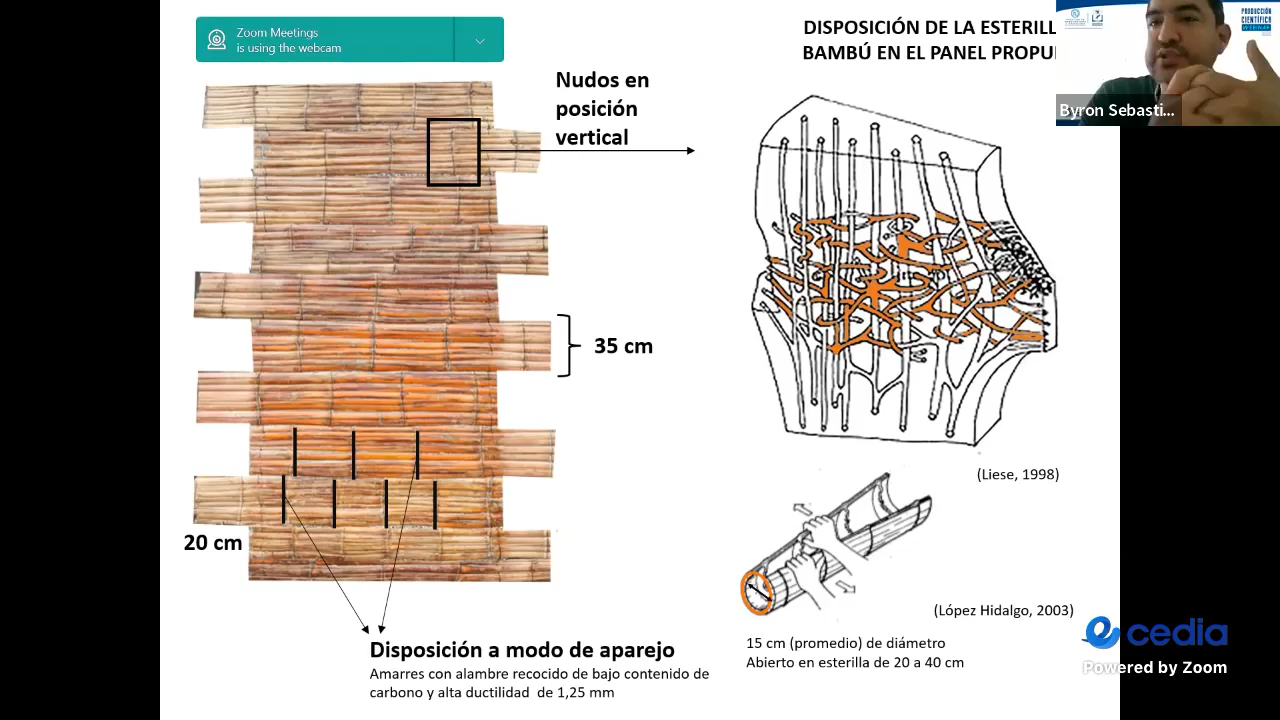 Zoom Meetings
is using the webcam
DISPOSICIÓN DE LA ESTERILL
BAMBÚ EN EL PANEL PROPU
PRODUCCIÓN
CIENTÍFICA
WEBINAR
Byron Sebasti...
Nudos en
posición
vertical
35 cm
20 cm
(Liese, 1998)
(López Hidalgo, 2003)
15 cm (promedio) de diámetro
Abierto en esterilla de 20 a 40 cm
Disposición a modo de aparejo
Amarres con alambre recocido de bajo contenido de
carbono y alta ductilidad de 1,25 mm
cedia
Powered by Zoom